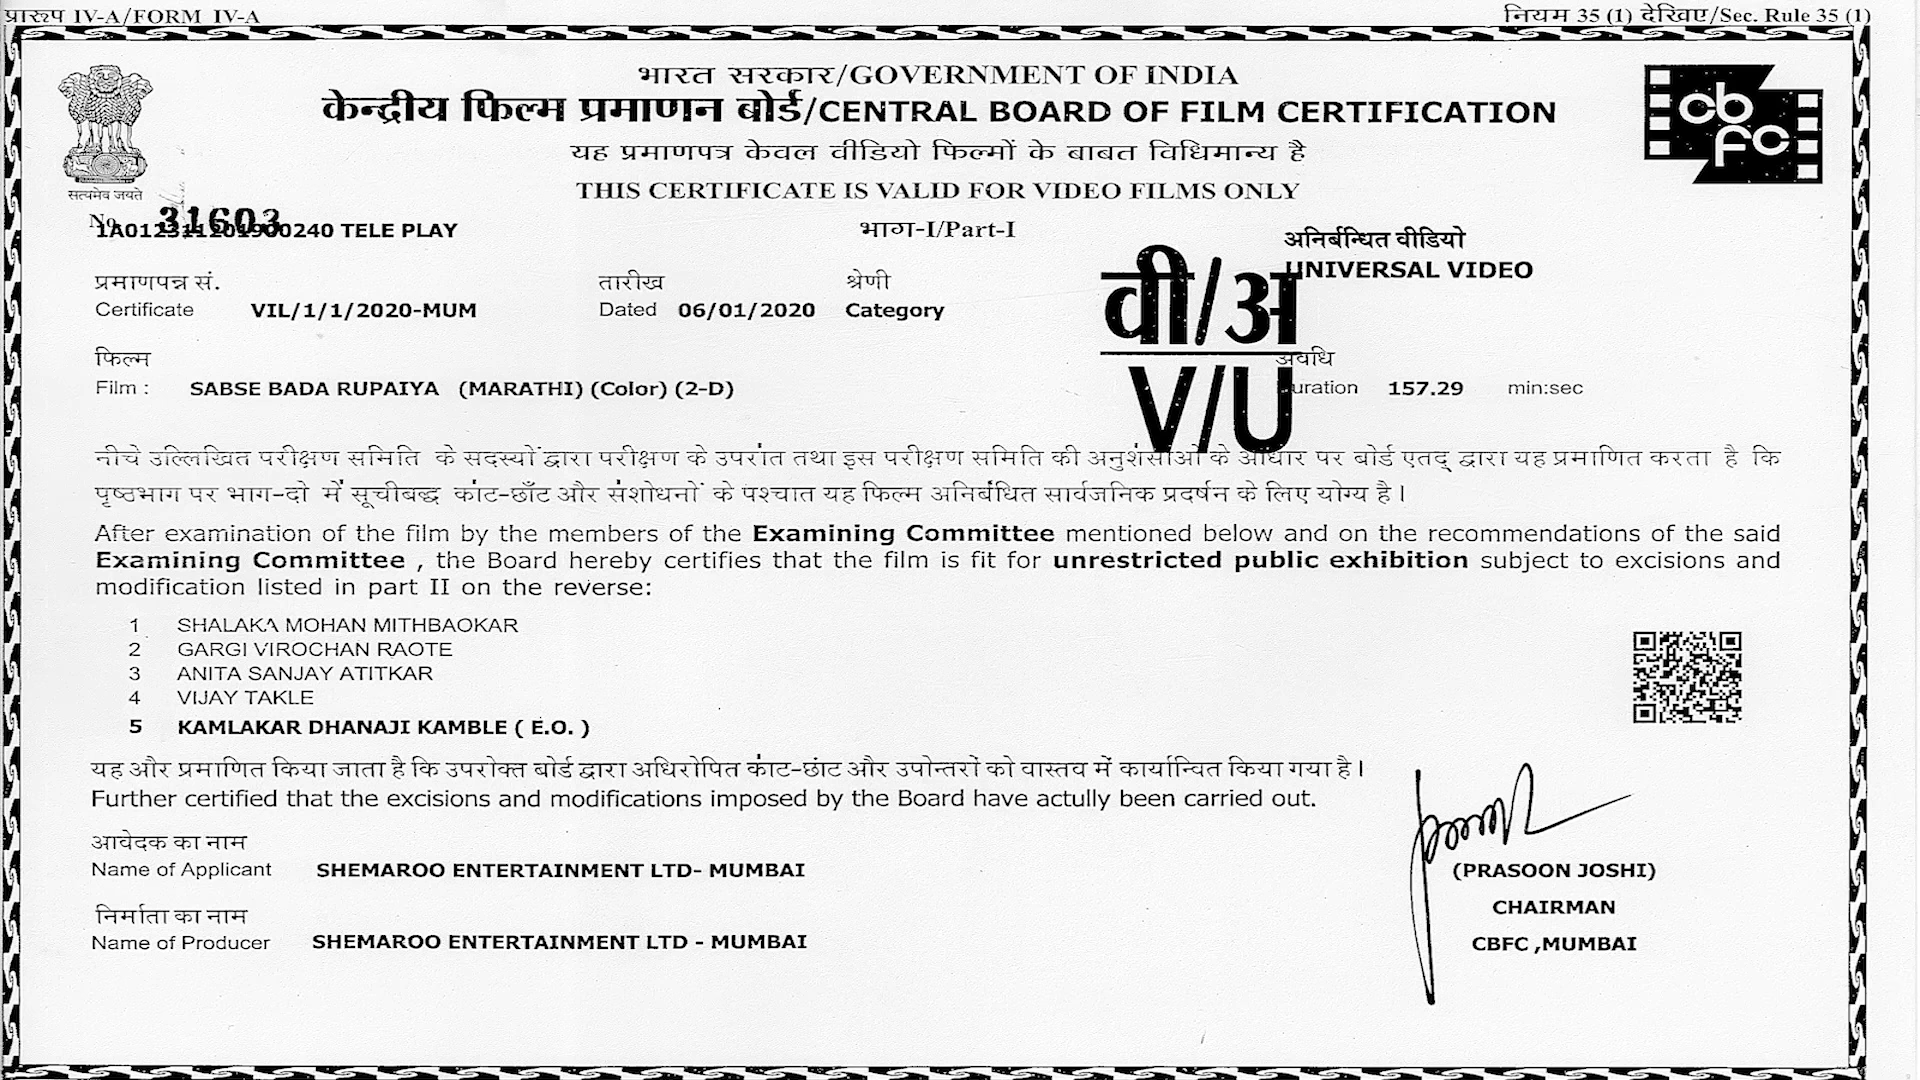 प्रारूप IV-A/FORM IV-A
नियम 35 (1) देखिए/Sec. Rule 35 (1)
भारत सरकार/GOVERNMENT OF INDIA
केन्द्रीय फिल्म प्रमाणन बोर्ड/CENTRAL BOARD OF FILM CERTIFICATION
cb
fc
यह प्रमाणपत्र केवल वीडियो फिल्मों के बाबत विधिमान्य है
THIS CERTIFICATE IS VALID FOR VIDEO FILMS ONLY
सत्यमेव जयते
No. 31603
TELE PLAY
भाग-I/Part-I
अनिर्बन्धित वीडियो
UNIVERSAL VIDEO
वी/अ
V/U
प्रमाणपत्र सं. तारीख श्रेणी
Certificate VIL/1/1/2020-MUM Dated 06/01/2020 Category
फिल्म अवधि
Film : SABSE BADA RUPAIYA (MARATHI) (Color) (2-D) Duration 157.29 min:sec
नीचे उल्लिखित परीक्षण समिति के सदस्यों द्वारा परीक्षण के उपरांत तथा इस परीक्षण समिति की अनुशंसाओं के आधार पर बोर्ड एतद् द्वारा यह प्रमाणित करता है कि
पृष्ठभाग पर भाग-दो में सूचीबद्ध कांट-छाँट और संशोधनों के पश्चात यह फिल्म अनिर्बंधित सार्वजनिक प्रदर्षन के लिए योग्य है।
After examination of the film by the members of the Examining Committee mentioned below and on the recommendations of the said
Examining Committee , the Board hereby certifies that the film is fit for unrestricted public exhibition subject to excisions and
modification listed in part II on the reverse:
1 SHALAKA MOHAN MITHBAOKAR
2 GARGI VIROCHAN RAOTE
3 ANITA SANJAY ATITKAR
4 VIJAY TAKLE
5 KAMLAKAR DHANAJI KAMBLE ( E.O. )
यह और प्रमाणित किया जाता है कि उपरोक्त बोर्ड द्वारा अधिरोपित कांट-छांट और उपोन्तरों को वास्तव में कार्यान्वित किया गया है।
Further certified that the excisions and modifications imposed by the Board have actully been carried out.
आवेदक का नाम
Name of Applicant SHEMAROO ENTERTAINMENT LTD- MUMBAI
निर्माता का नाम
Name of Producer SHEMAROO ENTERTAINMENT LTD - MUMBAI
(PRASOON JOSHI)
CHAIRMAN
CBFC ,MUMBAI